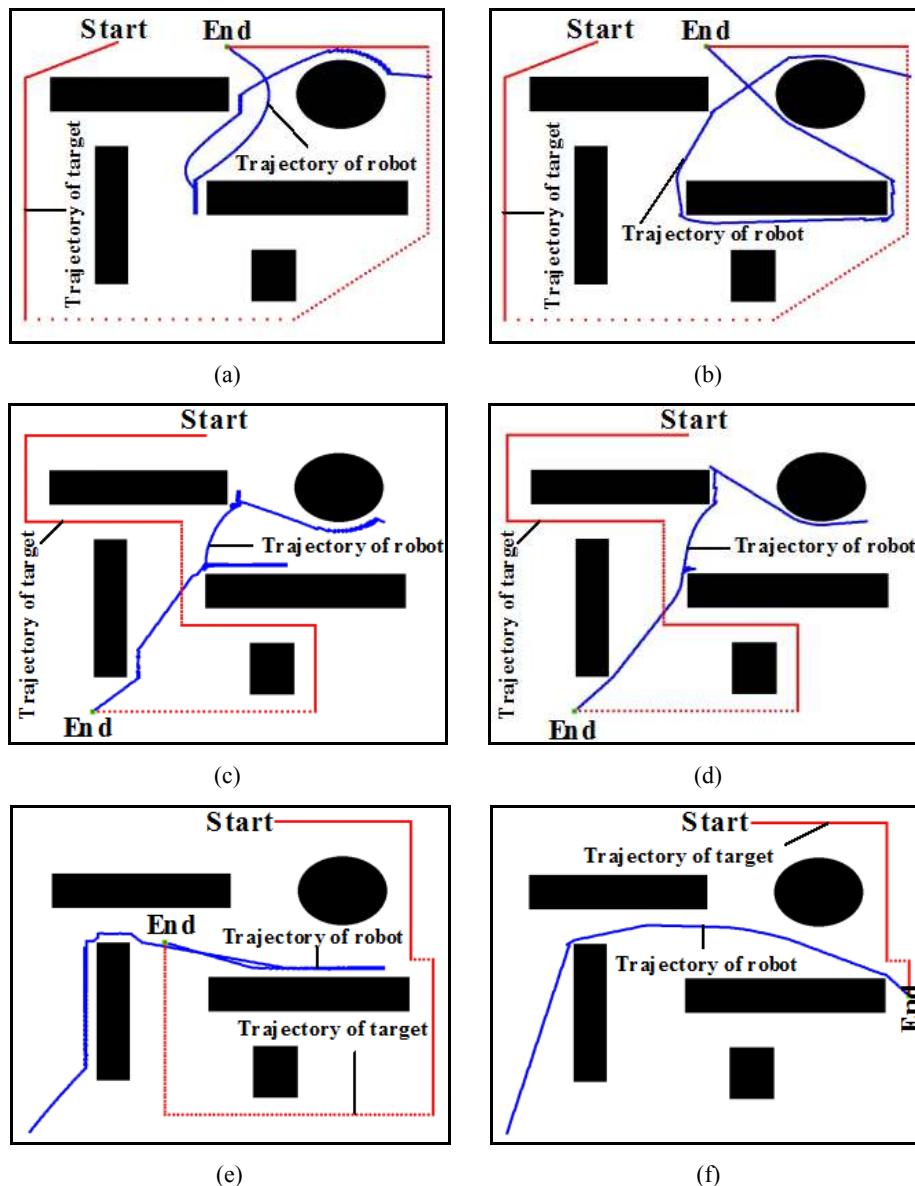 Start
End
Trajectory of target
Trajectory of robot
(a)
Start
End
Trajectory of target
Trajectory of robot
(b)
Start
Trajectory of target
Trajectory of robot
End
(c)
Start
Trajectory of target
Trajectory of robot
End
(d)
Start
End
Trajectory of robot
Trajectory of target
(e)
Start
Trajectory of target
Trajectory of robot
End
(f)